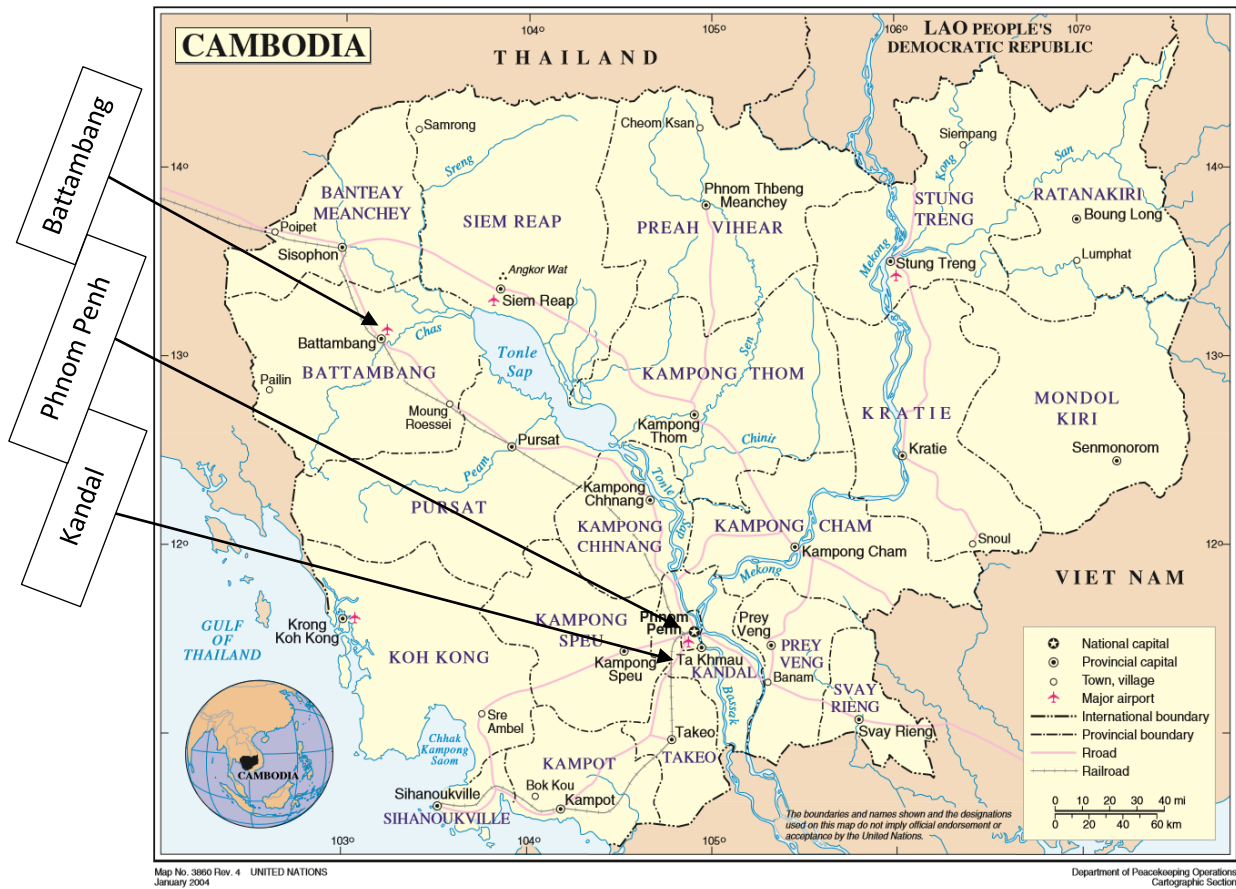 CAMBODIA
104°
105°
106°
107°
LAO PEOPLE'S
DEMOCRATIC REPUBLIC
THAILAND
Battambang
Phnom Penh
Kandal
Samrong
Cheom Ksan
Siempang
Kong
San
Sreng
14°
14°
BANTEAY
MEANCHEY
SIEM REAP
Phnom Thbeng
Meanchey
PREAH VIHEAR
STUNG
TRENG
RATANAKIRI
Boung Long
Poipet
Sisophon
Mekong
Stung Treng
Lumphat
Angkor Wat
Siem Reap
Chas
Battambang
Sen
13°
13°
Tonle
Sap
BATTAMBANG
KAMPONG THOM
Pailin
Moung
Roessei
KRATIE
MONDOL
KIRI
Kampong
Thom
Chinit
Pursat
Kratie
Senmonorom
Peam
Kampong
Chhnang
Tonle
Sap
PURSAT
KAMPONG
CHHNANG
KAMPONG CHAM
Snoul
12°
12°
Kampong Cham
Mekong
VIET NAM
Krong
Koh Kong
GULF
OF
THAILAND
KAMPONG
SPEU
Phnom
Penh
Prey
Veng
KOH KONG
Kampong
Speu
Ta Khmau
KANDAL
PREY
VENG
Banam
Bassak
SVAY
RIENG
Svay Rieng
Sre
Ambel
Chhak
Kampong
Saom
Takeo
TAKEO
KAMPOT
Bok Kou
Kampot
Sihanoukville
SIHANOUKVILLE
CAMBODIA
National capital
Provincial capital
Town, village
Major airport
International boundary
Provincial boundary
Rroad
Railroad
0 10 20 30 40 mi
0 20 40 60 km
The boundaries and names shown and the designations
used on this map do not imply official endorsement or
acceptance by the United Nations.
103°
104°
105°
Map No. 3860 Rev. 4 UNITED NATIONS
January 2004
Department of Peacekeeping Operations
Cartographic Section